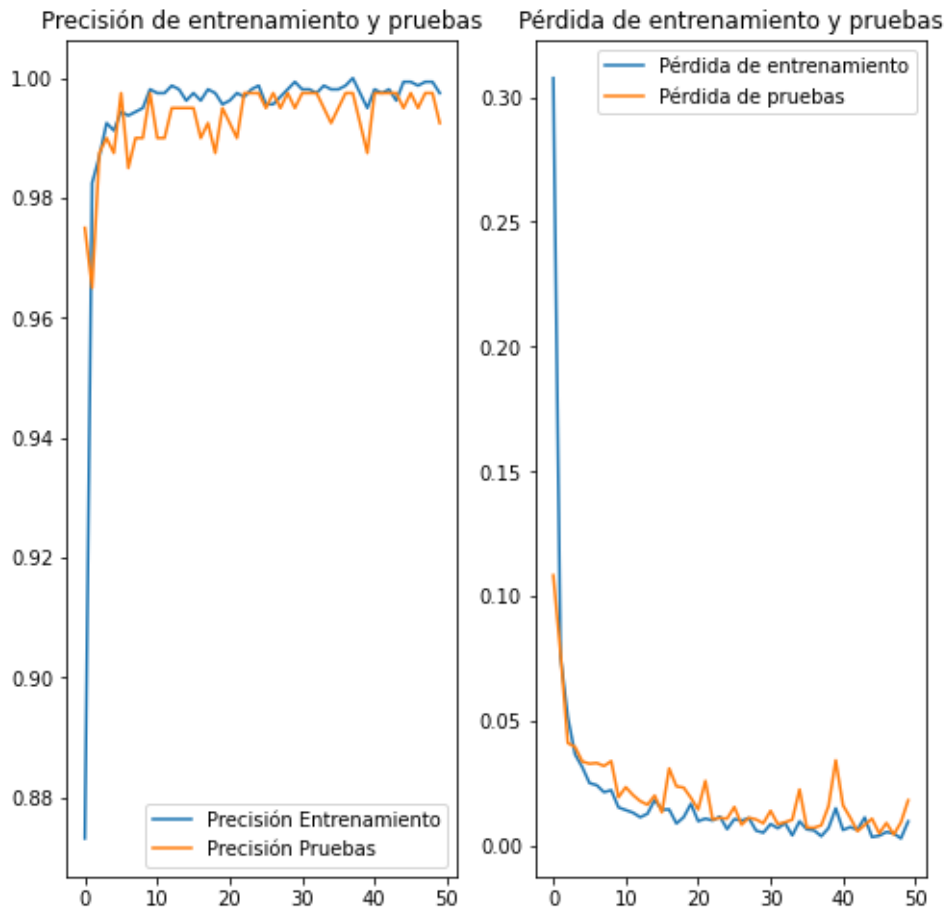 Precisión de entrenamiento y pruebas
1.00
0.98
0.96
0.94
0.92
0.90
0.88
Precisión Entrenamiento
Precisión Pruebas
0 10 20 30 40 50
Pérdida de entrenamiento y pruebas
Pérdida de entrenamiento
Pérdida de pruebas
0.30
0.25
0.20
0.15
0.10
0.05
0.00
0 10 20 30 40 50